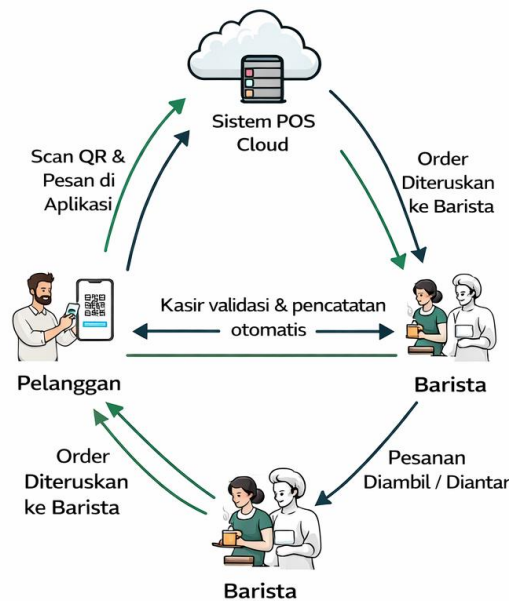 Sistem POS
Cloud
Scan QR &
Pesan di
Aplikasi
Order
Diteruskan
ke Barista
Kasir validasi & pencatatan
otomatis
Pelanggan
Barista
Order
Diteruskan
ke Barista
Pesanan
Diambil / Diantar
Barista